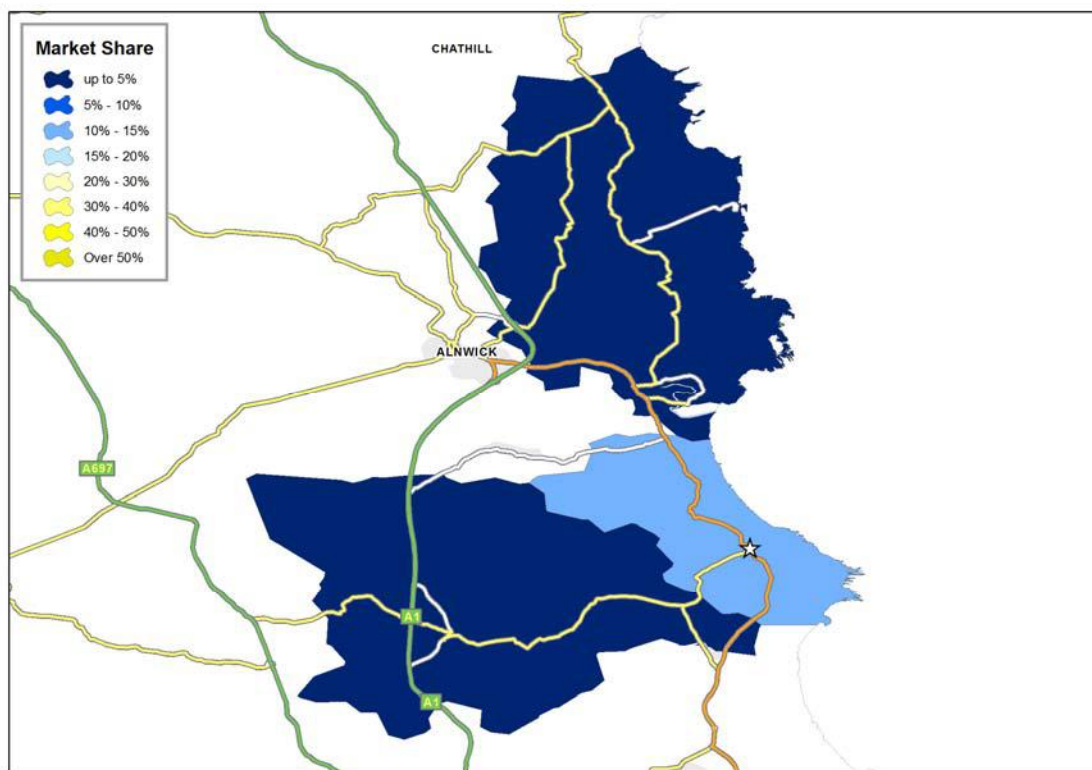 Market Share
up to 5%
5% - 10%
10% - 15%
15% - 20%
20% - 30%
30% - 40%
40% - 50%
Over 50%
CHATHILL
ALNWICK
A697
A1
A1